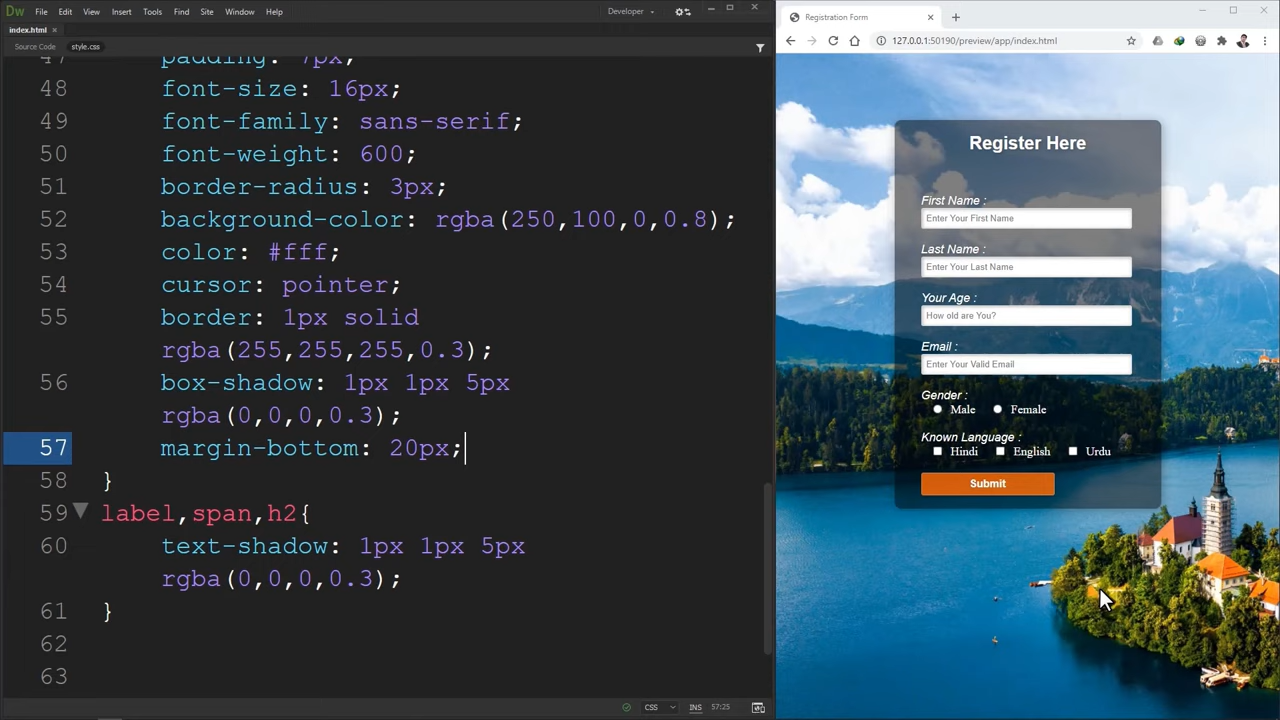 Dw File Edit View Insert Tools Find Site Window Help Developer
index.html
Source Code style.css
47 padding: 7px;
48 font-size: 16px;
49 font-family: sans-serif;
50 font-weight: 600;
51 border-radius: 3px;
52 background-color: rgba(250,100,0,0.8);
53 color: #fff;
54 cursor: pointer;
55 border: 1px solid
rgba(255,255,255,0.3);
56 box-shadow: 1px 1px 5px
rgba(0,0,0,0.3);
57 margin-bottom: 20px;
58 }
59 label,span,h2{
60 text-shadow: 1px 1px 5px
rgba(0,0,0,0.3);
61 }
62
63
CSS INS 57:25
Registration Form
127.0.0.1:50190/preview/app/index.html
Register Here
First Name :
Enter Your First Name
Last Name :
Enter Your Last Name
Your Age :
How old are You?
Email :
Enter Your Valid Email
Gender :
Male Female
Known Language :
Hindi English Urdu
Submit